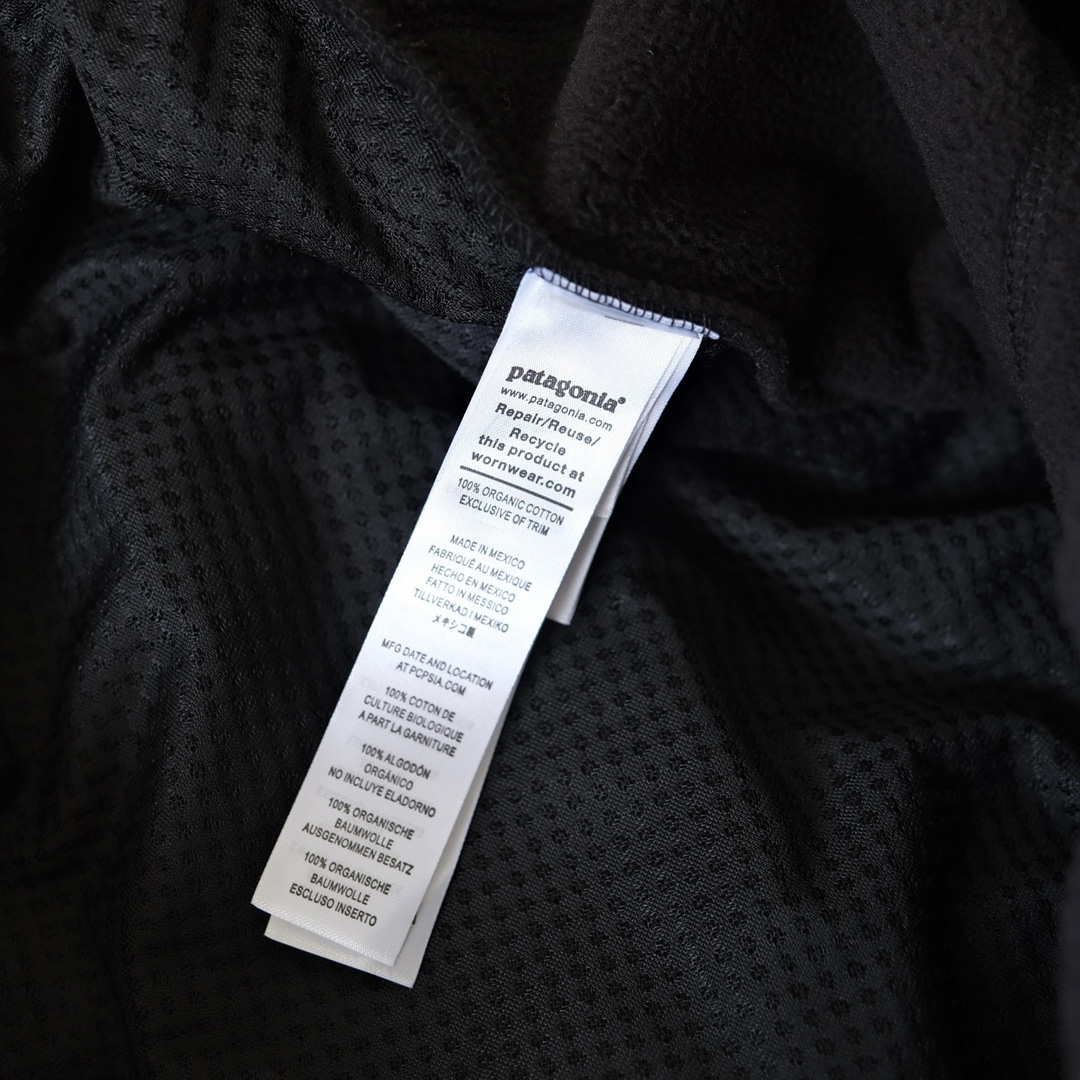 patagonia®
www.patagonia.com
Repair/Reuse/
Recycle
this product at
wornwear.com
100% ORGANIC COTTON
EXCLUSIVE OF TRIM
MADE IN MEXICO
FABRIQUÉ AU MEXIQUE
HECHO EN MEXICO
FATTO IN MESSICO
TILLVERKAD I MEXIKO
メキシコ製
MFG DATE AND LOCATION
AT PCPSIA.COM
100% COTON DE
CULTURE BIOLOGIQUE
A PART LA GARNITURE
100% ALGODÓN
ORGÁNICO
NO INCLUYE ELADORNO
100% ORGANISCHE
BAUMWOLLE
AUSGENOMMEN BESATZ
100% ORGANISCHE
BAUMWOLLE
ESCLUSO INSERTO